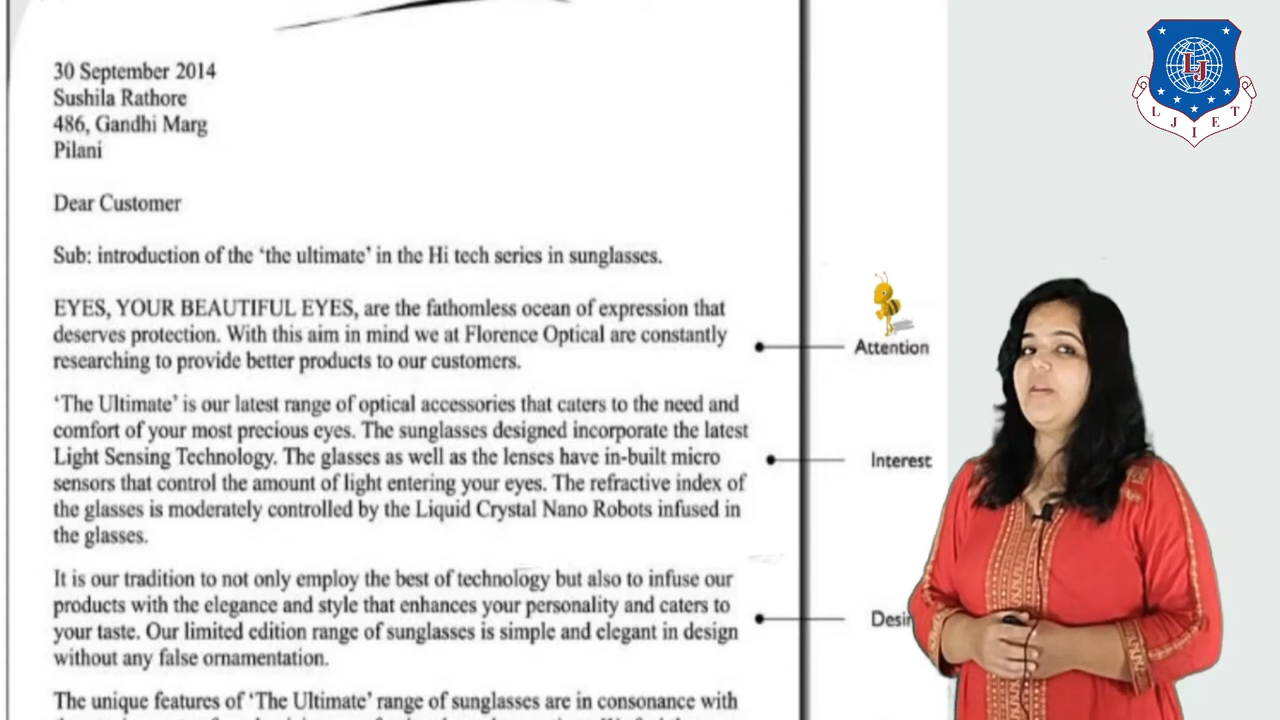 30 September 2014
Sushila Rathore
486, Gandhi Marg
Pilani
Dear Customer
Sub: introduction of the ‘the ultimate’ in the Hi tech series in sunglasses.
EYES, YOUR BEAUTIFUL EYES, are the fathomless ocean of expression that
deserves protection. With this aim in mind we at Florence Optical are constantly
researching to provide better products to our customers.
Attention
‘The Ultimate’ is our latest range of optical accessories that caters to the need and
comfort of your most precious eyes. The sunglasses designed incorporate the latest
Light Sensing Technology. The glasses as well as the lenses have in-built micro
sensors that control the amount of light entering your eyes. The refractive index of
the glasses is moderately controlled by the Liquid Crystal Nano Robots infused in
the glasses.
Interest
It is our tradition to not only employ the best of technology but also to infuse our
products with the elegance and style that enhances your personality and caters to
your taste. Our limited edition range of sunglasses is simple and elegant in design
without any false ornamentation.
Desir
The unique features of ‘The Ultimate’ range of sunglasses are in consonance with
LJ
LJIET